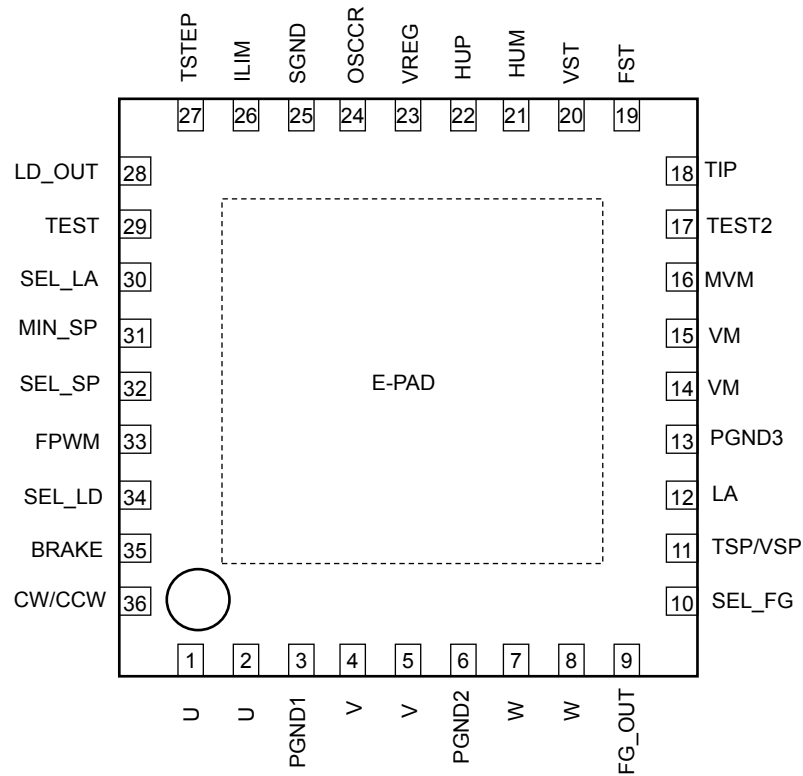 TSTEP ILIM SGND OSCCR VREG HUP HUM VST FST
27 26 25 24 23 22 21 20 19
LD_OUT 28 18 TIP
TEST 29 17 TEST2
SEL_LA 30 16 MVM
MIN_SP 31 15 VM
SEL_SP 32 E-PAD 14 VM
FPWM 33 13 PGND3
SEL_LD 34 12 LA
BRAKE 35 11 TSP/VSP
CW/CCW 36 10 SEL_FG
1 2 3 4 5 6 7 8 9
U U PGND1 V V PGND2 W W FG_OUT